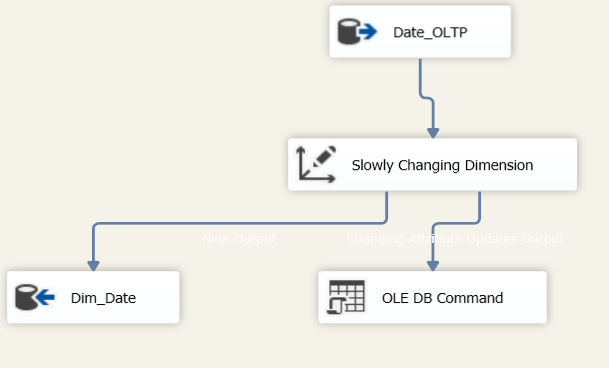 Date_OLTP
Slowly Changing Dimension
New Output
Changing Attribute Updates Output
Dim_Date
OLE DB Command